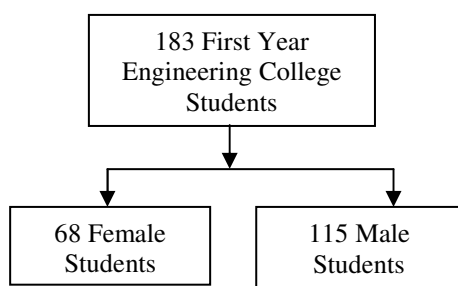 183 First Year
Engineering College
Students
68 Female
Students
115 Male
Students